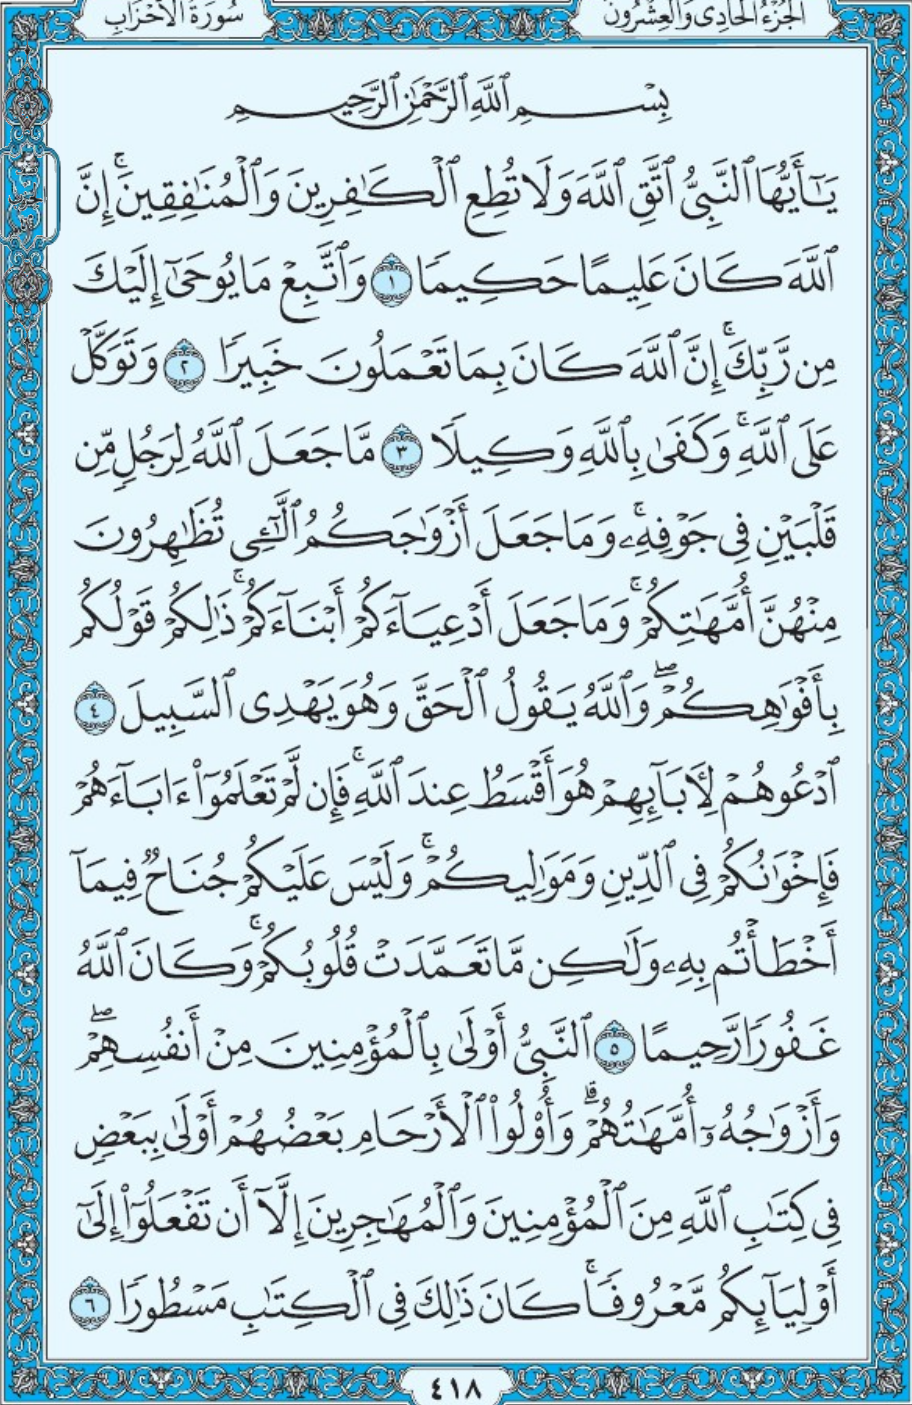 سُورَةُ الأَحْزَابِ
الجُزْءُ الحَادِى وَالعِشْرُونَ
بِسْمِ ٱللَّهِ ٱلرَّحْمَٰنِ ٱلرَّحِيمِ
يَٰٓأَيُّهَا ٱلنَّبِىُّ ٱتَّقِ ٱللَّهَ وَلَا تُطِعِ ٱلْكَٰفِرِينَ وَٱلْمُنَٰفِقِينَۚ إِنَّ
ٱللَّهَ كَانَ عَلِيمًا حَكِيمًا ١ وَٱتَّبِعْ مَا يُوحَىٰٓ إِلَيْكَ
مِن رَّبِّكَۚ إِنَّ ٱللَّهَ كَانَ بِمَا تَعْمَلُونَ خَبِيرًا ٢ وَتَوَكَّلْ
عَلَى ٱللَّهِۚ وَكَفَىٰ بِٱللَّهِ وَكِيلًا ٣ مَّا جَعَلَ ٱللَّهُ لِرَجُلٍ مِّن
قَلْبَيْنِ فِى جَوْفِهِۦۚ وَمَا جَعَلَ أَزْوَٰجَكُمُ ٱلَّٰٓـِٔى تُظَٰهِرُونَ
مِنْهُنَّ أُمَّهَٰتِكُمْۚ وَمَا جَعَلَ أَدْعِيَآءَكُمْ أَبْنَآءَكُمْۚ ذَٰلِكُمْ قَوْلُكُم
بِأَفْوَٰهِكُمْۖ وَٱللَّهُ يَقُولُ ٱلْحَقَّ وَهُوَ يَهْدِى ٱلسَّبِيلَ ٤
ٱدْعُوهُمْ لِـَٔابَآئِهِمْ هُوَ أَقْسَطُ عِندَ ٱللَّهِۚ فَإِن لَّمْ تَعْلَمُوٓا۟ ءَابَآءَهُمْ
فَإِخْوَٰنُكُمْ فِى ٱلدِّينِ وَمَوَٰلِيكُمْۚ وَلَيْسَ عَلَيْكُمْ جُنَاحٌ فِيمَآ
أَخْطَأْتُم بِهِۦ وَلَٰكِن مَّا تَعَمَّدَتْ قُلُوبُكُمْۚ وَكَانَ ٱللَّهُ
غَفُورًا رَّحِيمًا ٥ ٱلنَّبِىُّ أَوْلَىٰ بِٱلْمُؤْمِنِينَ مِنْ أَنفُسِهِمْۖ
وَأَزْوَٰجُهُۥٓ أُمَّهَٰتُهُمْۗ وَأُو۟لُوا۟ ٱلْأَرْحَامِ بَعْضُهُمْ أَوْلَىٰ بِبَعْضٍ
فِى كِتَٰبِ ٱللَّهِ مِنَ ٱلْمُؤْمِنِينَ وَٱلْمُهَٰجِرِينَ إِلَّآ أَن تَفْعَلُوٓا۟ إِلَىٰٓ
أَوْلِيَآئِكُم مَّعْرُوفًاۚ كَانَ ذَٰلِكَ فِى ٱلْكِتَٰبِ مَسْطُورًا ٦
٤١٨